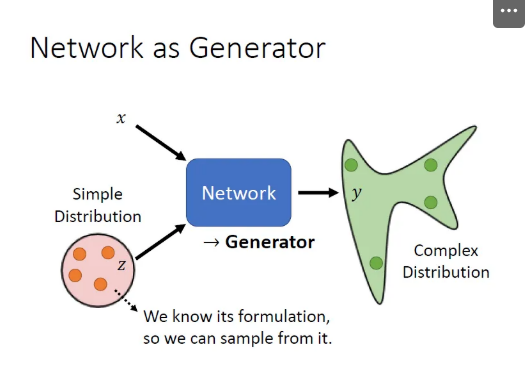 Network as Generator
x
Simple
Distribution
z
Network
→ Generator
y
Complex
Distribution
We know its formulation,
so we can sample from it.